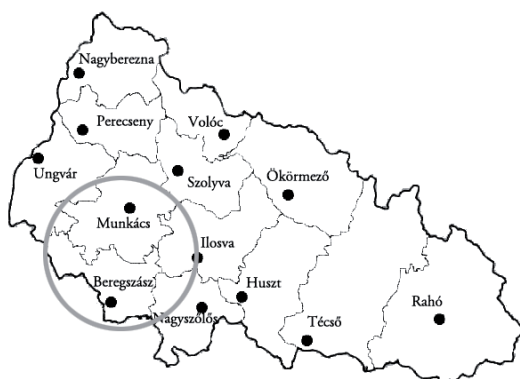 Nagyberezna
Perecseny
Volóc
Ungvár
Szolyva
Ökörmező
Munkács
Ilosva
Beregszász
Huszt
Nagyszőlős
Técső
Rahó